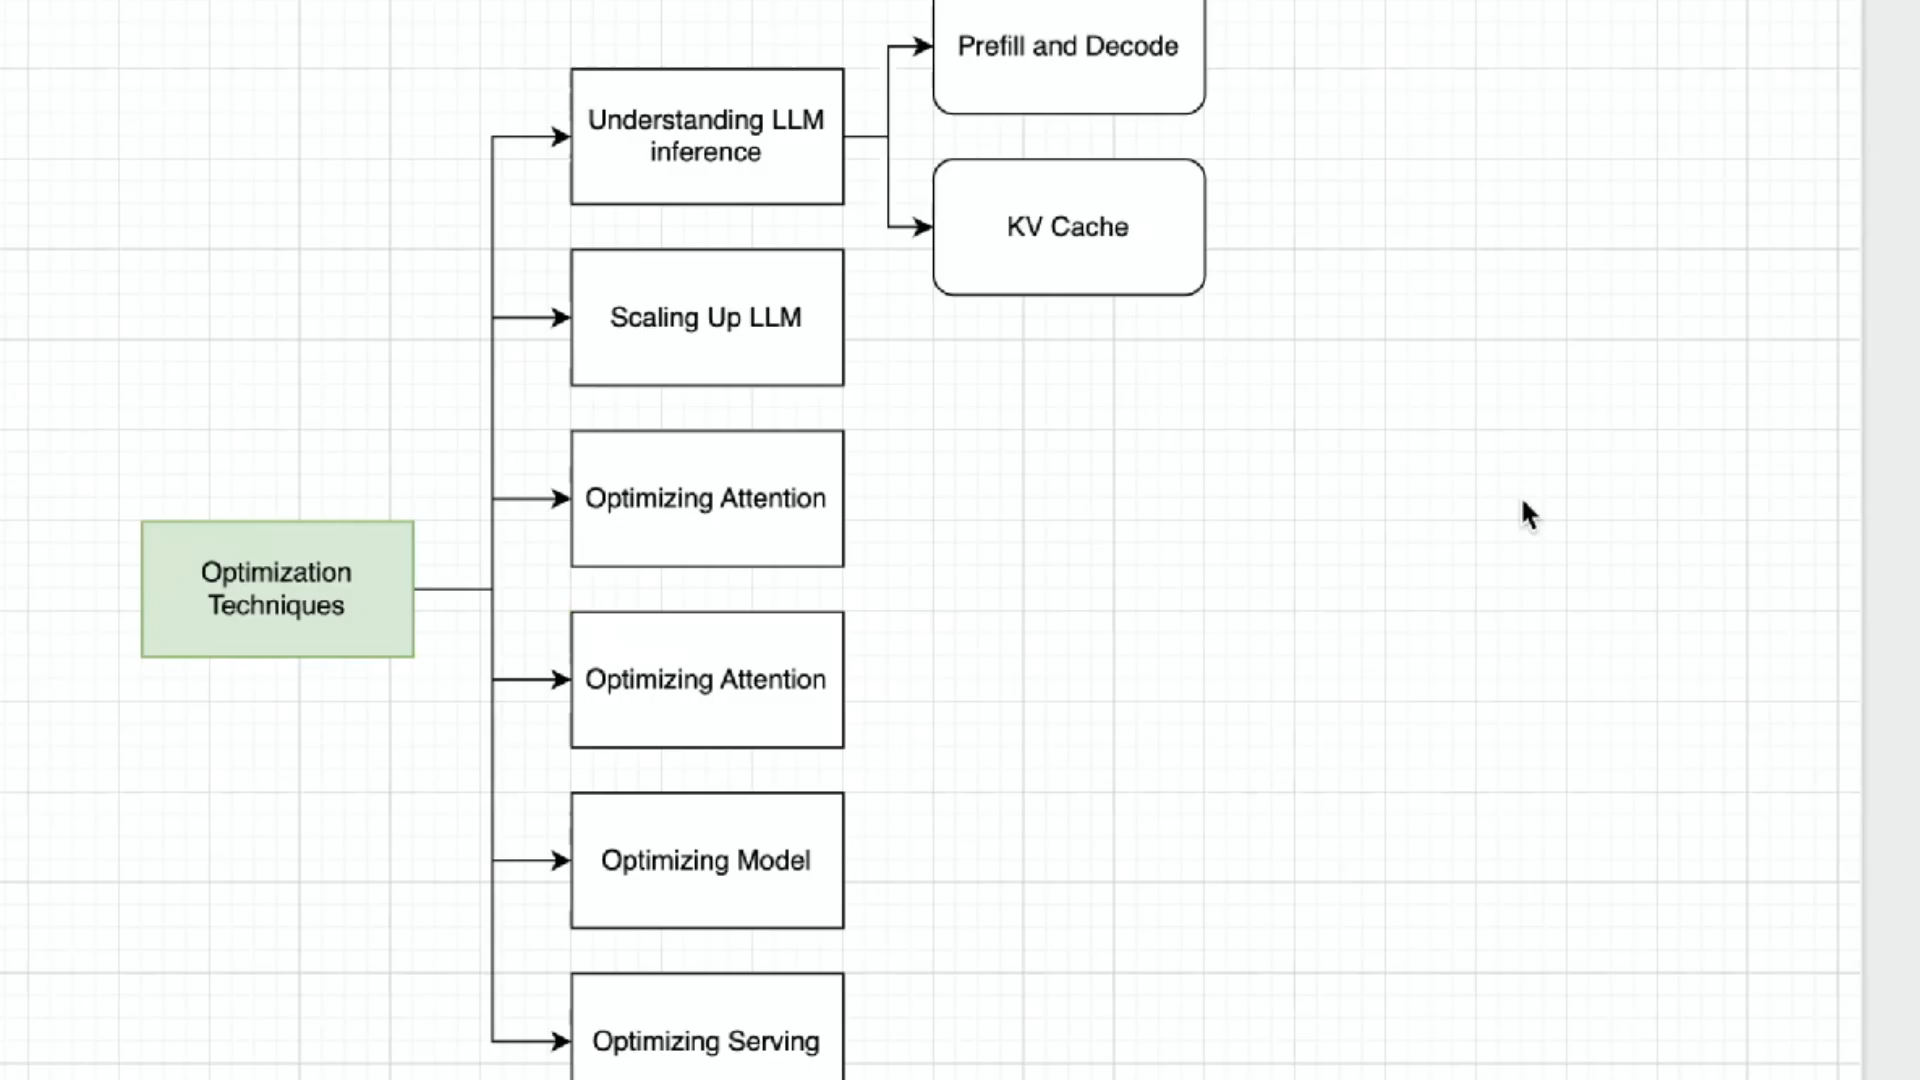 Prefill and Decode
Understanding LLM
inference
KV Cache
Scaling Up LLM
Optimizing Attention
Optimization
Techniques
Optimizing Attention
Optimizing Model
Optimizing Serving